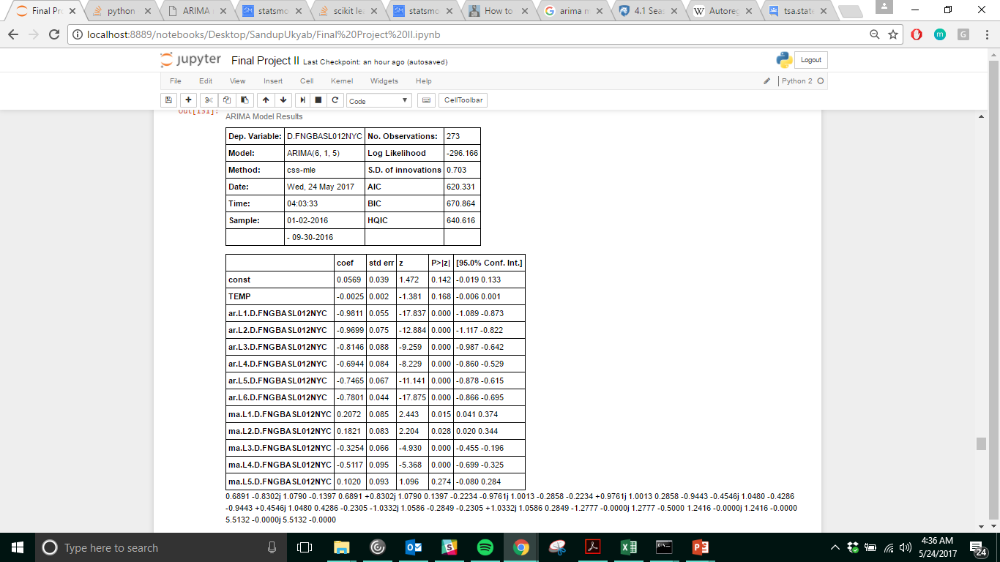 Final Pr
python
ARIMA
statsmo
scikit le
statsmo
How to
arima m
4.1 Seas
Autoreg
tsa.stat
localhost:8889/notebooks/Desktop/SandupUkyab/Final%20Project%20II.ipynb
jupyter Final Project II Last Checkpoint: an hour ago (autosaved) Logout
File Edit View Insert Cell Kernel Widgets Help Python 2
Code CellToolbar
Out[131]:
ARIMA Model Results
Dep. Variable: D.FNGBASL012NYC No. Observations: 273
Model: ARIMA(6, 1, 5) Log Likelihood -296.166
Method: css-mle S.D. of innovations 0.703
Date: Wed, 24 May 2017 AIC 620.331
Time: 04:03:33 BIC 670.864
Sample: 01-02-2016 HQIC 640.616
- 09-30-2016
coef std err z P>|z| [95.0% Conf. Int.]
const 0.0569 0.039 1.472 0.142 -0.019 0.133
TEMP -0.0025 0.002 -1.381 0.168 -0.006 0.001
ar.L1.D.FNGBASL012NYC -0.9811 0.055 -17.837 0.000 -1.089 -0.873
ar.L2.D.FNGBASL012NYC -0.9699 0.075 -12.884 0.000 -1.117 -0.822
ar.L3.D.FNGBASL012NYC -0.8146 0.088 -9.259 0.000 -0.987 -0.642
ar.L4.D.FNGBASL012NYC -0.6944 0.084 -8.229 0.000 -0.860 -0.529
ar.L5.D.FNGBASL012NYC -0.7465 0.067 -11.141 0.000 -0.878 -0.615
ar.L6.D.FNGBASL012NYC -0.7801 0.044 -17.875 0.000 -0.866 -0.695
ma.L1.D.FNGBASL012NYC 0.2072 0.085 2.443 0.015 0.041 0.374
ma.L2.D.FNGBASL012NYC 0.1821 0.083 2.204 0.028 0.020 0.344
ma.L3.D.FNGBASL012NYC -0.3254 0.066 -4.930 0.000 -0.455 -0.196
ma.L4.D.FNGBASL012NYC -0.5117 0.095 -5.368 0.000 -0.699 -0.325
ma.L5.D.FNGBASL012NYC 0.1020 0.093 1.096 0.274 -0.080 0.284
0.6891 -0.8302j 1.0790 -0.1397 0.6891 +0.8302j 1.0790 0.1397 -0.2234 -0.9761j 1.0013 -0.2858 -0.2234 +0.9761j 1.0013 0.2858 -0.9443 -0.4546j 1.0480 -0.4286
-0.9443 +0.4546j 1.0480 0.4286 -0.2305 -1.0332j 1.0586 -0.2849 -0.2305 +1.0332j 1.0586 0.2849 -1.2777 -0.0000j 1.2777 -0.5000 1.2416 -0.0000j 1.2416 -0.0000
5.5132 -0.0000j 5.5132 -0.0000
Type here to search
4:36 AM
5/24/2017
24